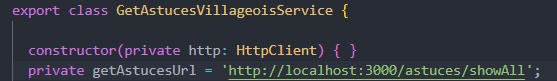 export class GetAstucesVillageoisService {
constructor(private http: HttpClient) { }
private getAstucesUrl = 'http://localhost:3000/astuces/showAll';